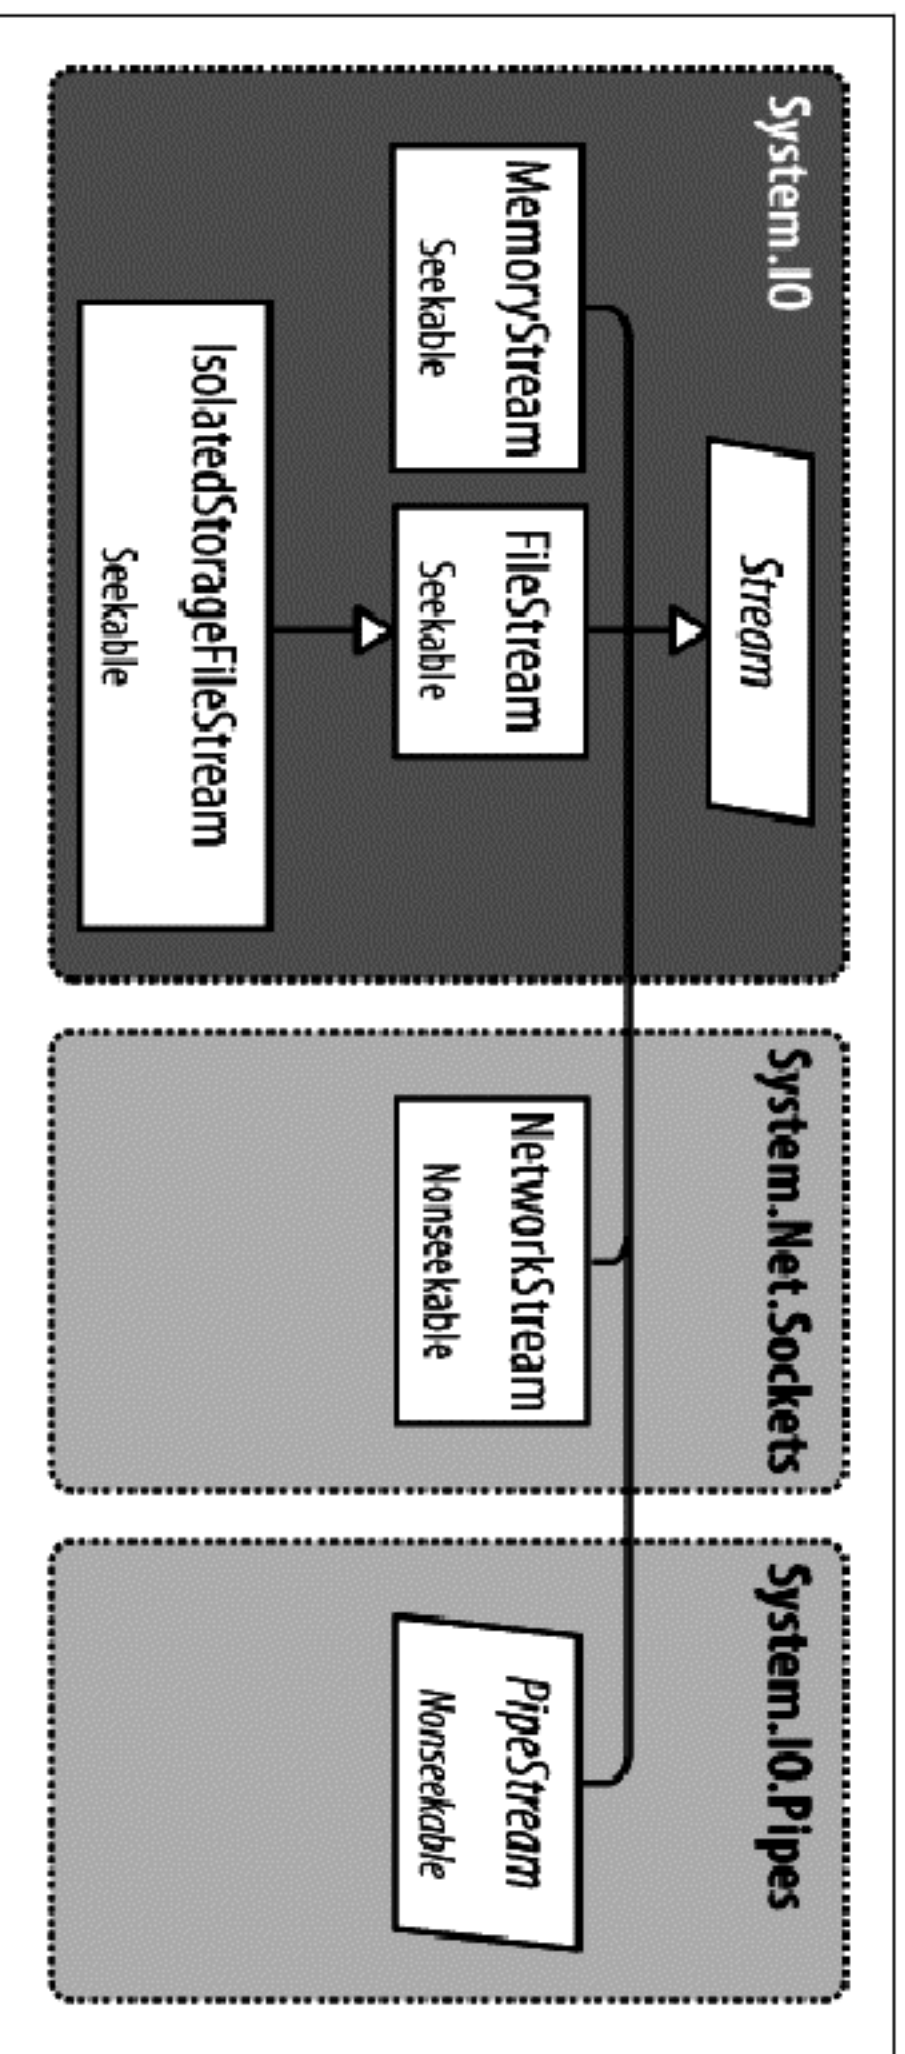 System.IO
System.Net.Sockets
System.IO.Pipes
Stream
MemoryStream
Seekable
FileStream
Seekable
NetworkStream
Nonseekable
PipeStream
Nonseekable
IsolatedStorageFileStream
Seekable